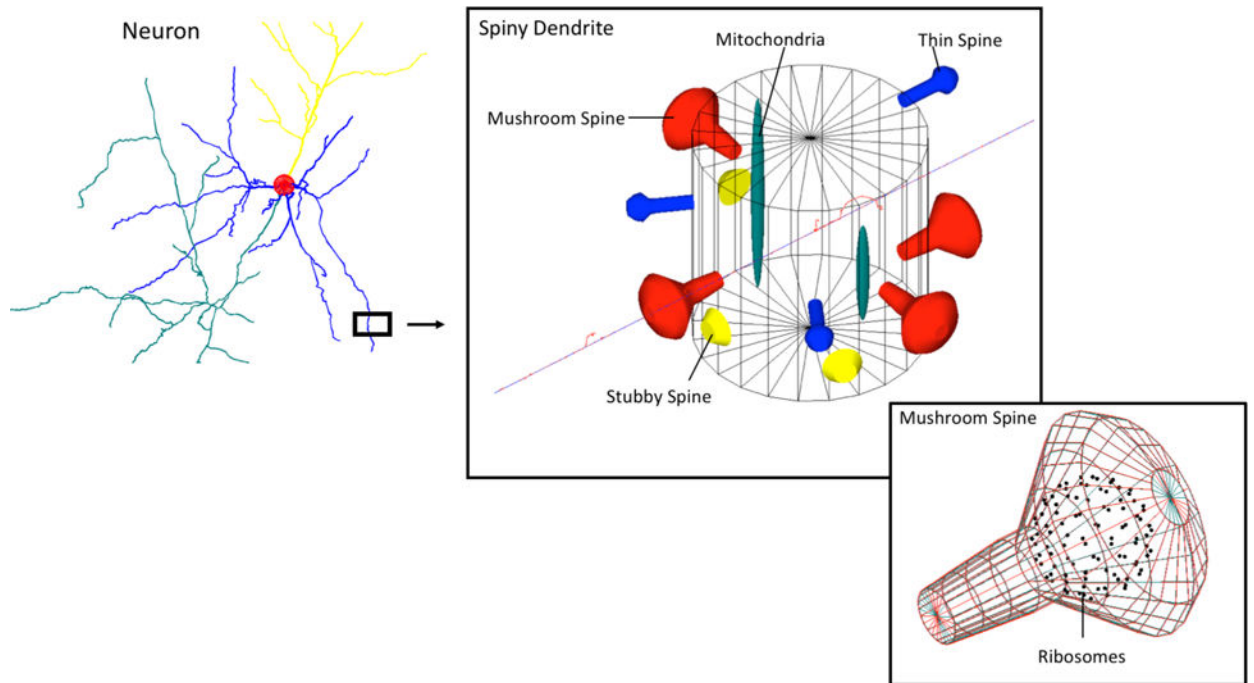 Neuron
Spiny Dendrite
Mitochondria
Thin Spine
Mushroom Spine
Stubby Spine
Mushroom Spine
Ribosomes